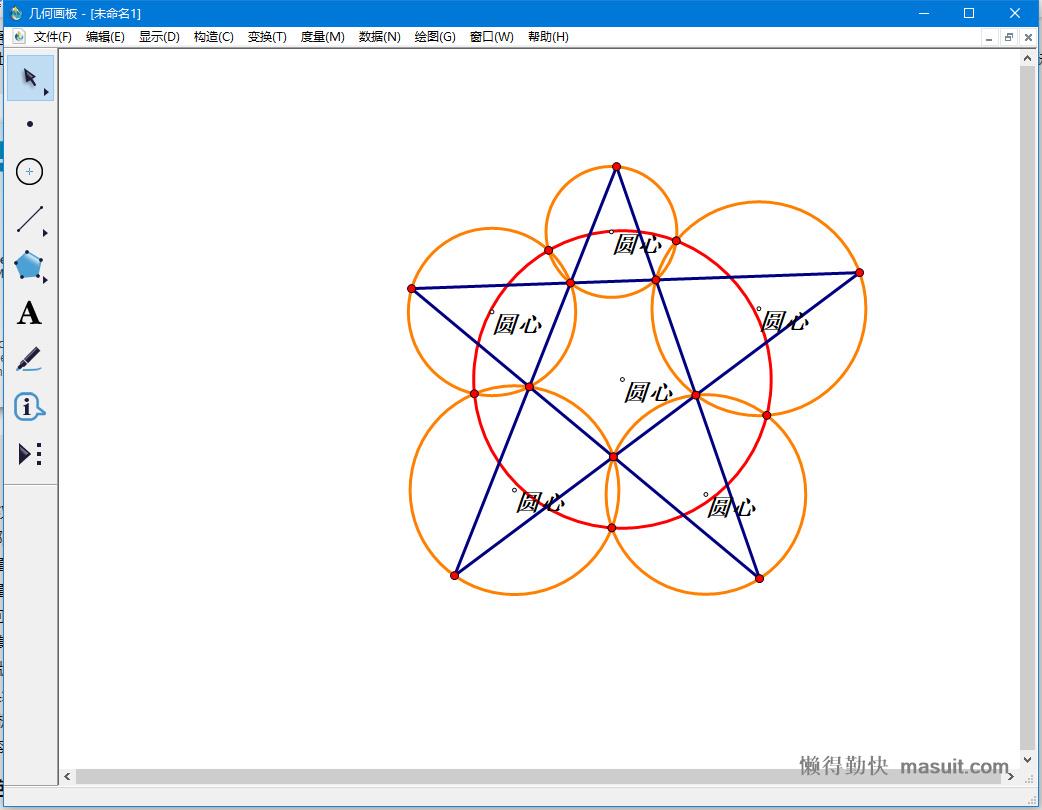 几何画板 - [未命名1]
文件(F) 编辑(E) 显示(D) 构造(C) 变换(T) 度量(M) 数据(N) 绘图(G) 窗口(W) 帮助(H)
A
圆心
圆心
圆心
圆心
圆心
圆心
懒得勤快 masuit.com